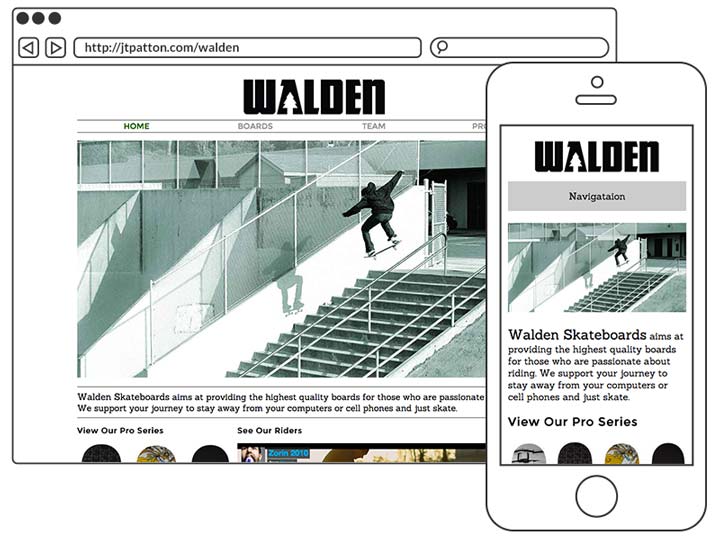 http://jtpatton.com/walden
WALDEN
HOME BOARDS TEAM PRO
Walden Skateboards aims at providing the highest quality boards for those who are passionate
We support your journey to stay away from your computers or cell phones and just skate.
View Our Pro Series See Our Riders
Zorin 2010
WALDEN
Navigataion
Walden Skateboards aims at
providing the highest quality boards
for those who are passionate about
riding. We support your journey to
stay away from your computers or
cell phones and just skate.
View Our Pro Series